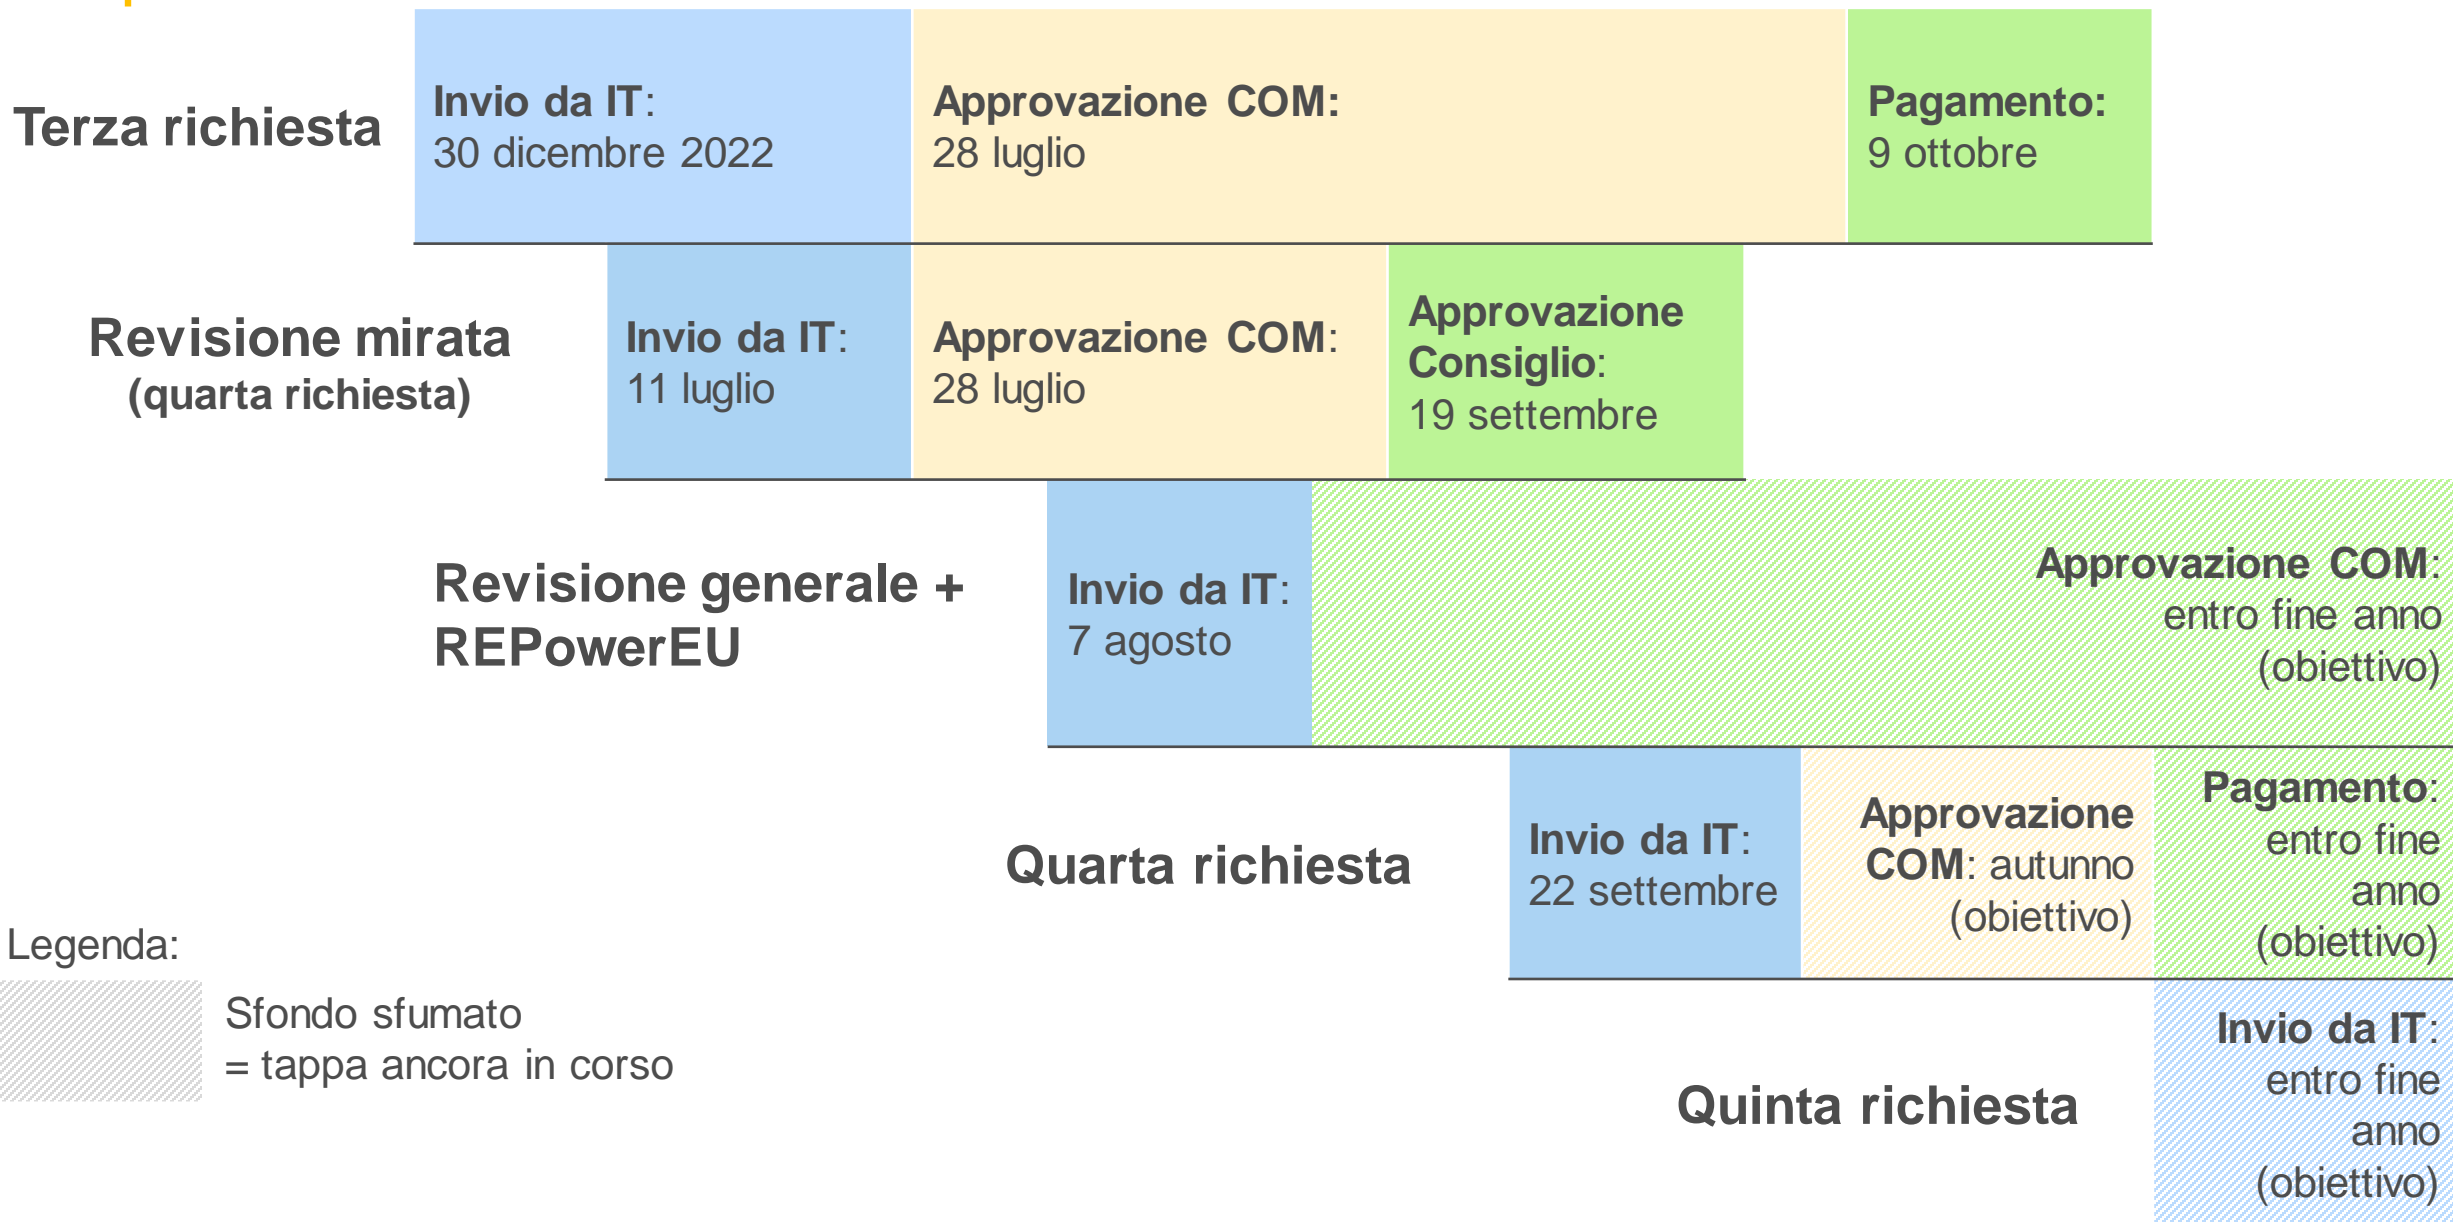 Terza richiesta
Invio da IT:
30 dicembre 2022
Approvazione COM:
28 luglio
Pagamento:
9 ottobre
Revisione mirata
(quarta richiesta)
Invio da IT:
11 luglio
Approvazione COM:
28 luglio
Approvazione
Consiglio:
19 settembre
Revisione generale +
REPowerEU
Invio da IT:
7 agosto
Approvazione COM:
entro fine anno
(obiettivo)
Quarta richiesta
Invio da IT:
22 settembre
Approvazione
COM: autunno
(obiettivo)
Pagamento:
entro fine
anno
(obiettivo)
Quinta richiesta
Invio da IT:
entro fine
anno
(obiettivo)
Legenda:
Sfondo sfumato
= tappa ancora in corso